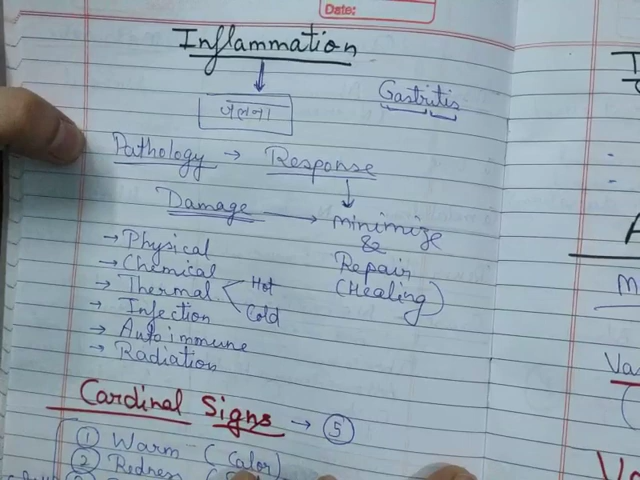 Date:
Inflammation
जलना
Gastritis
Pathology → Response
Damage → minimize
&
Repair
(Healing)
→ Physical
→ Chemical
→ Thermal < Hot
Cold
→ Infection
→ Autoimmune
→ Radiation
Cardinal Signs → 5
① Warm - (Calor)
② Redness